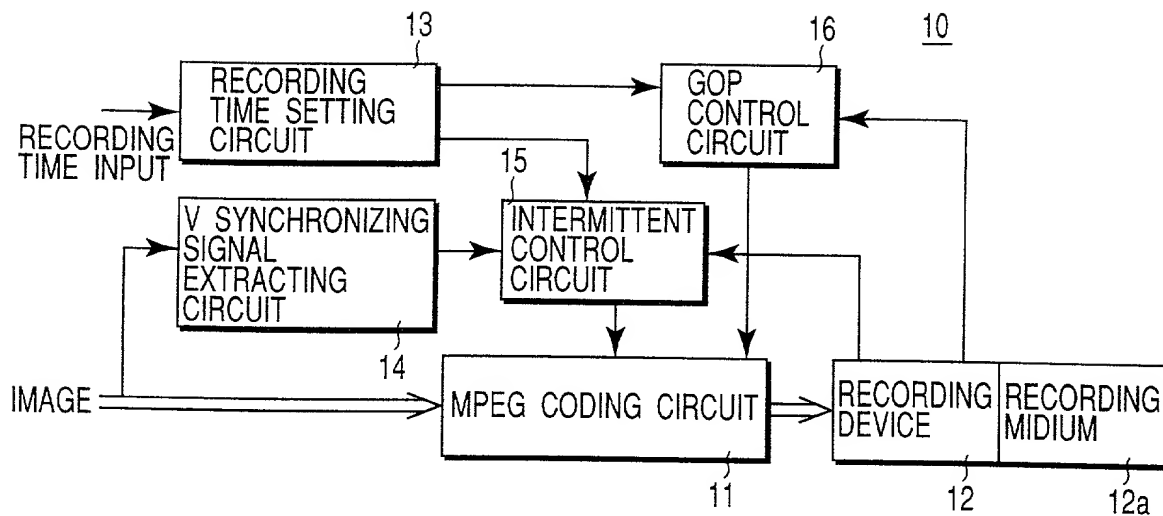 13
16
10
RECORDING
TIME SETTING
CIRCUIT
GOP
CONTROL
CIRCUIT
RECORDING
TIME INPUT
15
V SYNCHRONIZING
SIGNAL
EXTRACTING
CIRCUIT
INTERMITTENT
CONTROL
CIRCUIT
14
IMAGE
MPEG CODING CIRCUIT
RECORDING
DEVICE
RECORDING
MIDIUM
11
12
12a